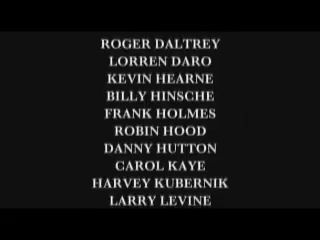 ROGER DALTREY
LORREN DARO
KEVIN HEARNE
BILLY HINSCHE
FRANK HOLMES
ROBIN HOOD
DANNY HUTTON
CAROL KAYE
HARVEY KUBERNIK
LARRY LEVINE